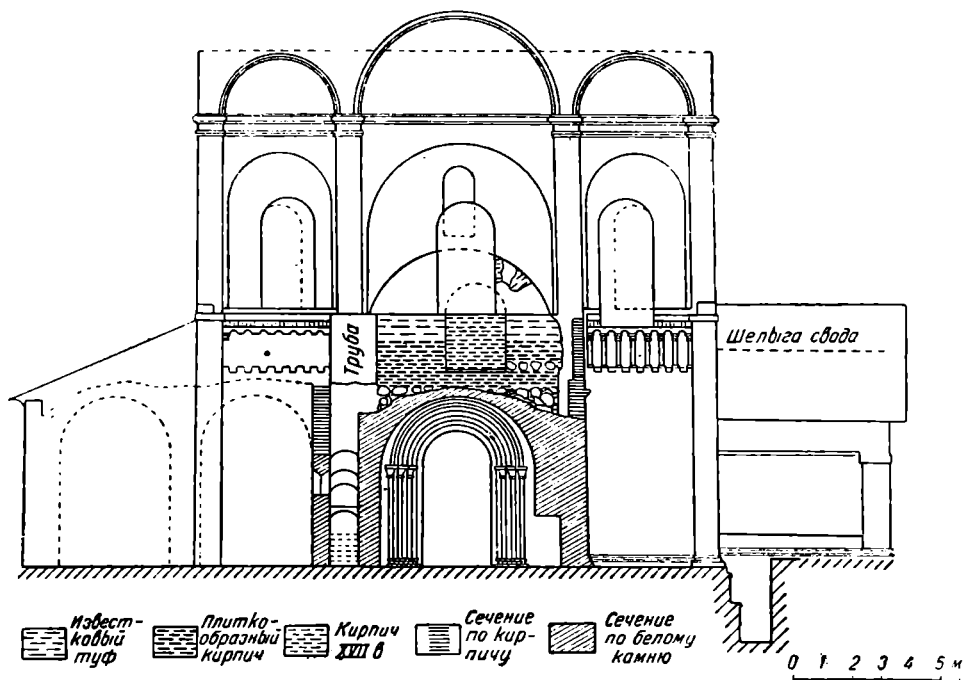 Труба
Шелыга свода
Извест-
ковый
туф
Плитко-
образный
кирпич
Кирпич
XVII в
Сечение
по кир-
пичу
Сечение
по белому
камню
0 1 2 3 4 5 м